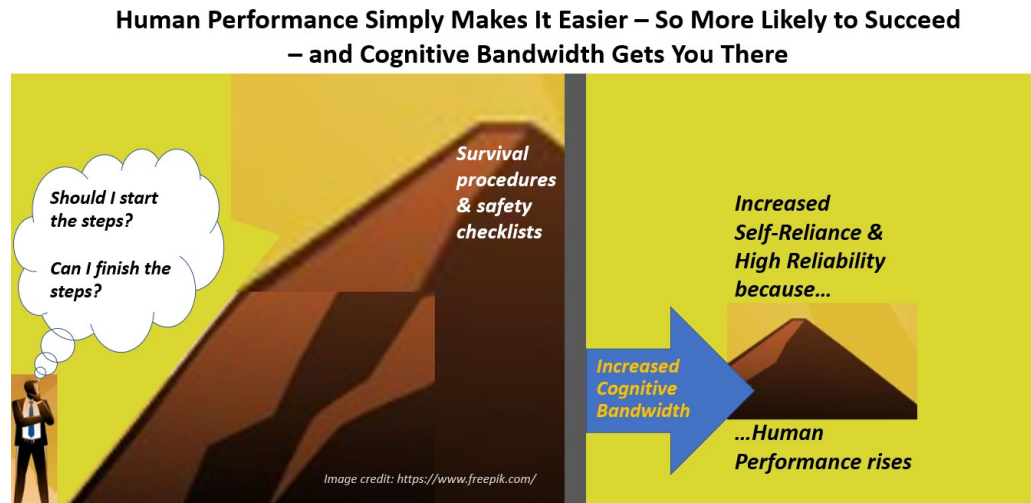 Human Performance Simply Makes It Easier – So More Likely to Succeed
– and Cognitive Bandwidth Gets You There
Should I start
the steps?
Can I finish the
steps?
Survival
procedures
& safety
checklists
Image credit: https://www.freepik.com/
Increased
Cognitive
Bandwidth
Increased
Self-Reliance &
High Reliability
because...
...Human
Performance rises